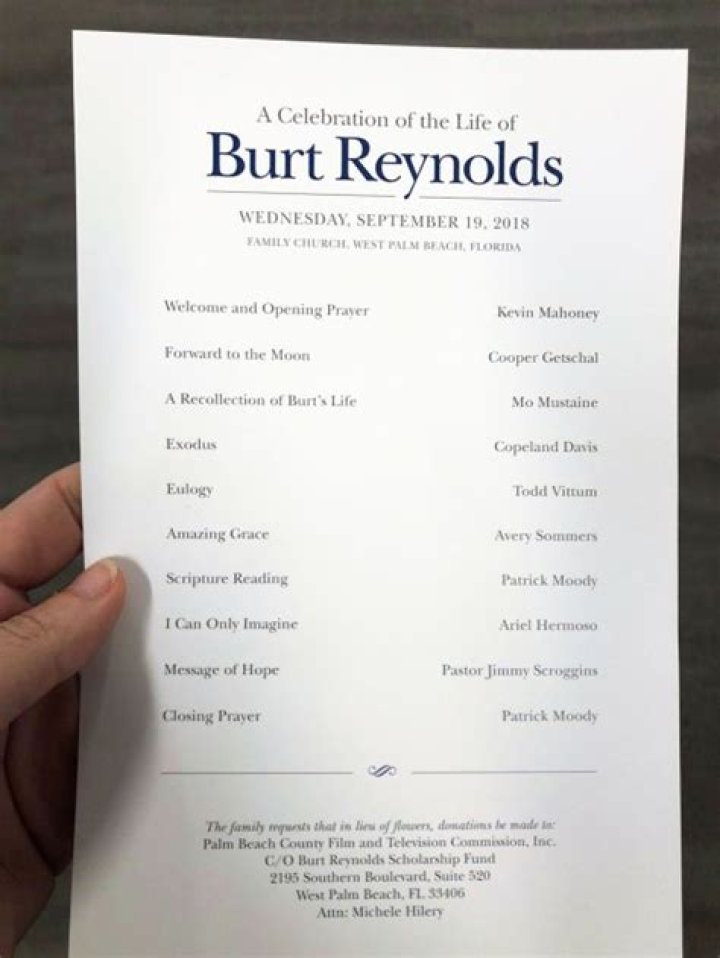 A Celebration of the Life of
Burt Reynolds
WEDNESDAY, SEPTEMBER 19, 2018
FAMILY CHURCH, WEST PALM BEACH, FLORIDA
Welcome and Opening Prayer Kevin Mahoney
Forward to the Moon Cooper Getschal
A Recollection of Burt's Life Mo Mustaine
Exodus Copeland Davis
Eulogy Todd Vittum
Amazing Grace Avery Sommers
Scripture Reading Patrick Moody
I Can Only Imagine Ariel Hermoso
Message of Hope Pastor Jimmy Scroggins
Closing Prayer Patrick Moody
The family requests that in lieu of flowers, donations be made to:
Palm Beach County Film and Television Commission, Inc.
C/O Burt Reynolds Scholarship Fund
2195 Southern Boulevard, Suite 520
West Palm Beach, FL 33406
Attn: Michele Hilery